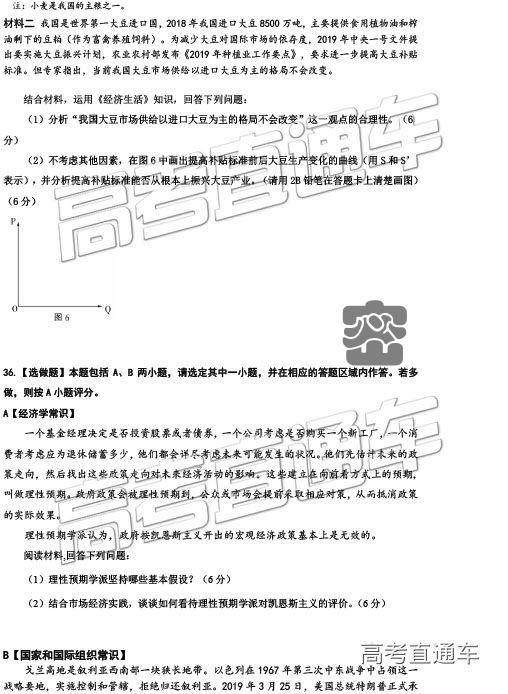 注：小麦是我国的主粮之一。
材料二 我国是世界第一大豆进口国，2018年我国进口大豆8500万吨，主要提供食用植物油和榨
油剩下的豆粕（作为富禽养殖饲料）。为减少大豆对国际市场的依存度，2019年中央一号文件提
出要实施大豆振兴计划，农业农村部发布《2019年种植业工作要点》，要求进一步提高大豆补贴
标准。但专家指出，当前我国大豆市场供给以进口大豆为主的格局不会改变。
结合材料，运用《经济生活》知识，回答下列问题：
（1）分析“我国大豆市场供给以进口大豆为主的格局不会改变”这一观点的合理性。（6
分）
（2）不考虑其他因素，在图6中画出提高补贴标准前后大豆生产变化的曲线（用S和S’
表示），并分析提高补贴标准能否从根本上振兴大豆产业。（请用2B铅笔在答题卡上清楚画图）
（6分）
P
O
Q
图6
36.【选做题】本题包括 A、B 两小题，请选定其中一小题，并在相应的答题区域内作答。若多
做，则按A小题评分。
A【经济学常识】
一个基金经理决定是否投资股票或者债券，一个公司考虑是否购买一个新工厂，一个消
费者考虑应为退休储蓄多少，他们都会详尽考虑未来可能发生的状况。他们先估计未来的政
策走向，然后找出这些政策走向对未来经济活动的影响。这些建立在向前看方式上的预期，
叫做理性预期。政府政策会被理性预期到，公众或市场会提前采取相应对策，从而抵消政策
的实际效果。
理性预期学派认为，政府按凯恩斯主义开出的宏观经济政策基本上是无效的。
阅读材料,回答下列问题：
（1）理性预期学派坚持哪些基本假设？（6分）
（2）结合市场经济实践，谈谈如何看待理性预期学派对凯恩斯主义的评价。（6分）
B【国家和国际组织常识】
戈兰高地是叙利亚西南部一块狭长地带。以色列在1967年第三次中东战争中占领这一
战略要地，实施控制和管辖，拒绝归还叙利亚。2019年3月25日，美国总统特朗普正式承
高考直通车
高考直通车
高考直通车